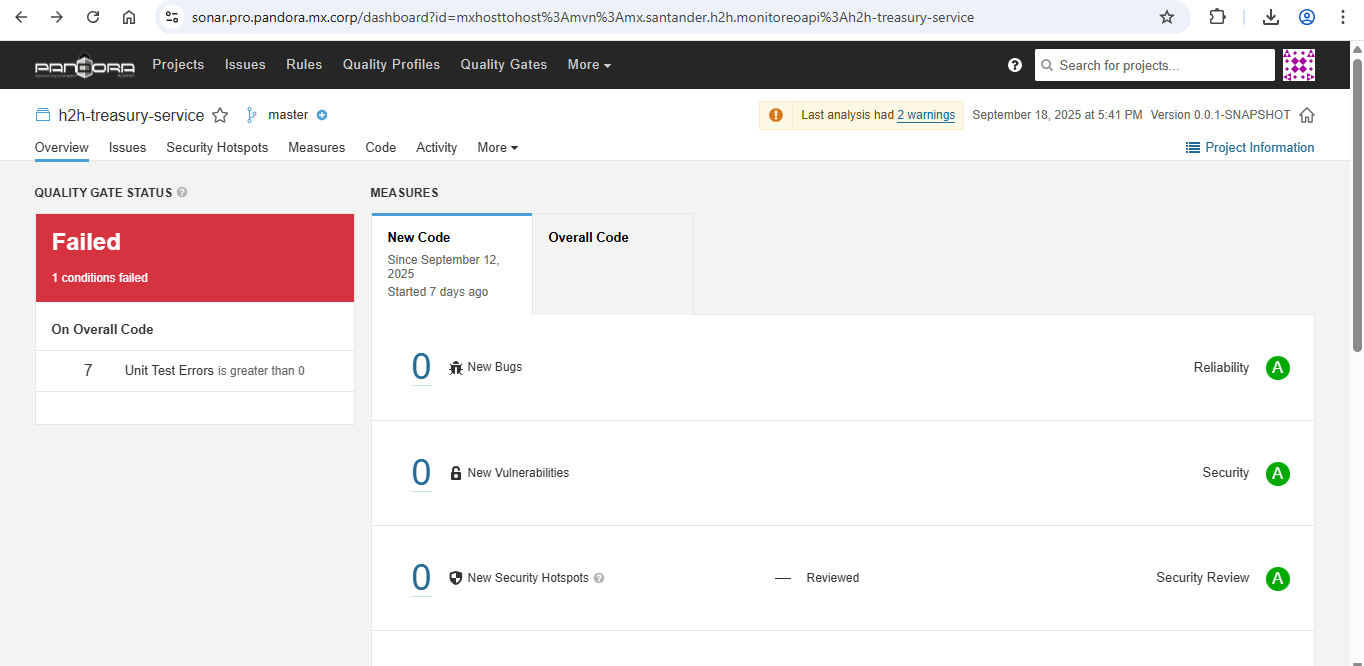 sonar.pro.pandora.mx.corp/dashboard?id=mxhosttohost%3Amvn%3Amx.santander.h2h.monitoreoapi%3Ah2h-treasury-service
PANDORA Projects Issues Rules Quality Profiles Quality Gates More Search for projects...
h2h-treasury-service master Last analysis had 2 warnings September 18, 2025 at 5:41 PM Version 0.0.1-SNAPSHOT
Overview Issues Security Hotspots Measures Code Activity More Project Information
QUALITY GATE STATUS
Failed
1 conditions failed
On Overall Code
7 Unit Test Errors is greater than 0
MEASURES
New Code
Since September 12,
2025
Started 7 days ago
Overall Code
0 New Bugs Reliability A
0 New Vulnerabilities Security A
0 New Security Hotspots — Reviewed Security Review A